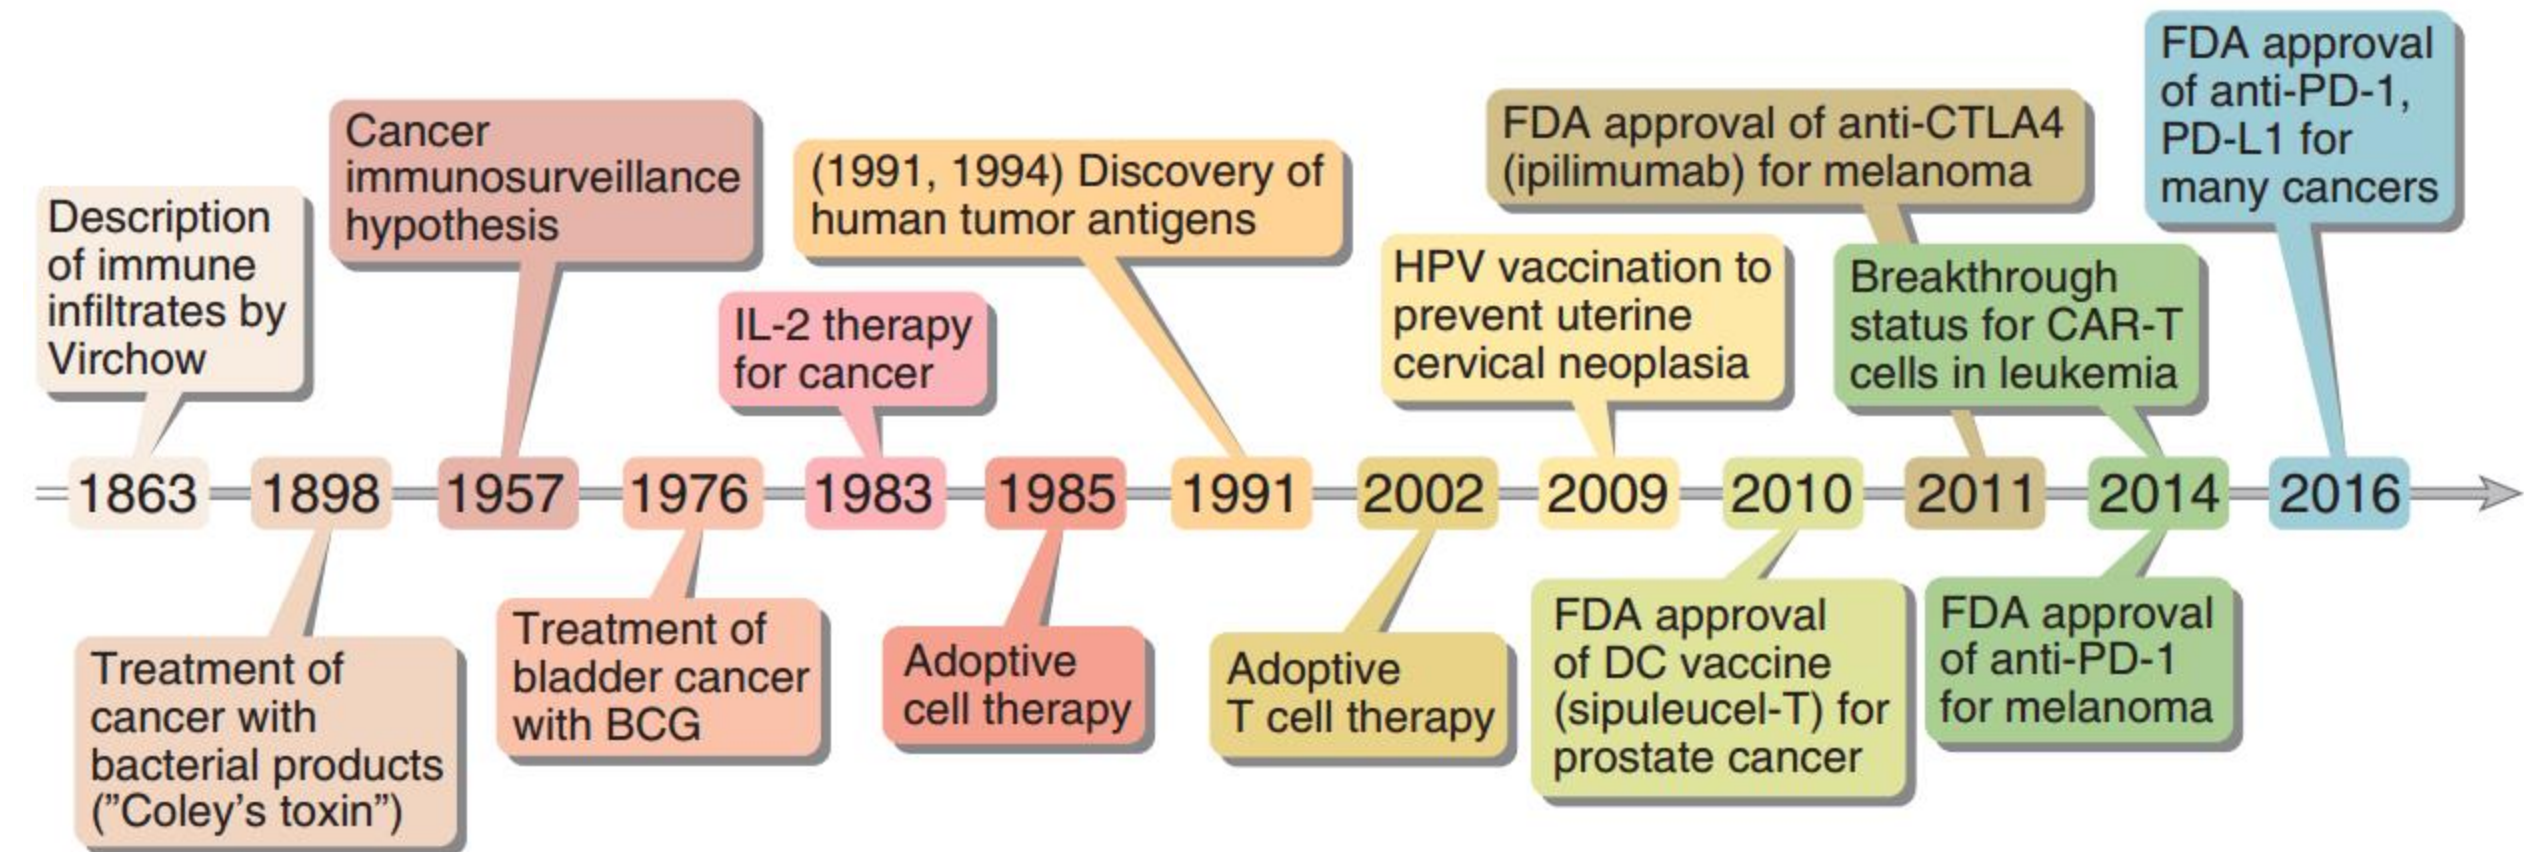 Description
of immune
infiltrates by
Virchow
Cancer
immunosurveillance
hypothesis
IL-2 therapy
for cancer
(1991, 1994) Discovery of
human tumor antigens
HPV vaccination to
prevent uterine
cervical neoplasia
FDA approval of anti-CTLA4
(ipilimumab) for melanoma
Breakthrough
status for CAR-T
cells in leukemia
FDA approval
of anti-PD-1,
PD-L1 for
many cancers
1863 1898 1957 1976 1983 1985 1991 2002 2009 2010 2011 2014 2016
Treatment of
cancer with
bacterial products
(”Coley’s toxin”)
Treatment of
bladder cancer
with BCG
Adoptive
cell therapy
Adoptive
T cell therapy
FDA approval
of DC vaccine
(sipuleucel-T) for
prostate cancer
FDA approval
of anti-PD-1
for melanoma